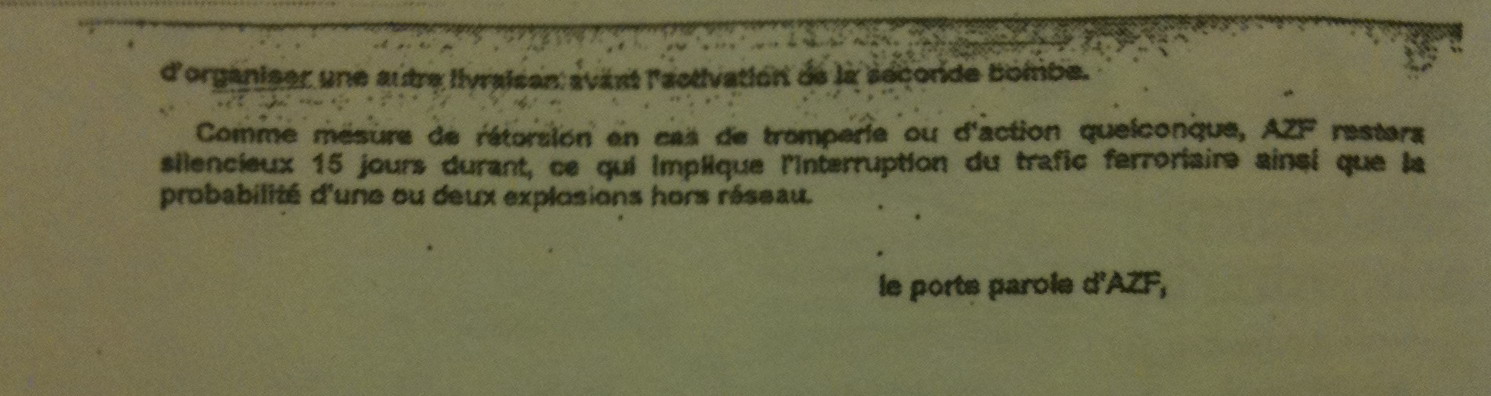 d'organiser une autre livraison avant l'activation de la seconde bombe.
Comme mesure de rétorsion en cas de tromperie ou d'action quelconque, AZF restera
silencieux 15 jours durant, ce qui implique l'interruption du trafic ferroriaire ainsi que la
probabilité d'une ou deux explosions hors réseau.
le porte parole d'AZF,